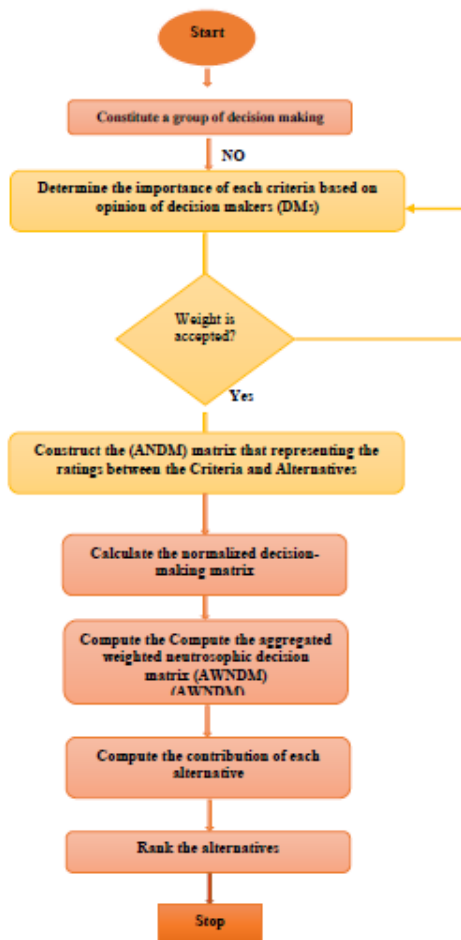 Start
Constitute a group of decision making
NO
Determine the importance of each criteria based on
opinion of decision makers (DMs)
Weight is
accepted?
Yes
Construct the (ANDM) matrix that representing the
ratings between the Criteria and Alternatives
Calculate the normalized decision-
making matrix
Compute the Compute the aggregated
weighted neutrosophic decision
matrix (AWNDM)
(AWNDM)
Compute the contribution of each
alternative
Rank the alternatives
Stop